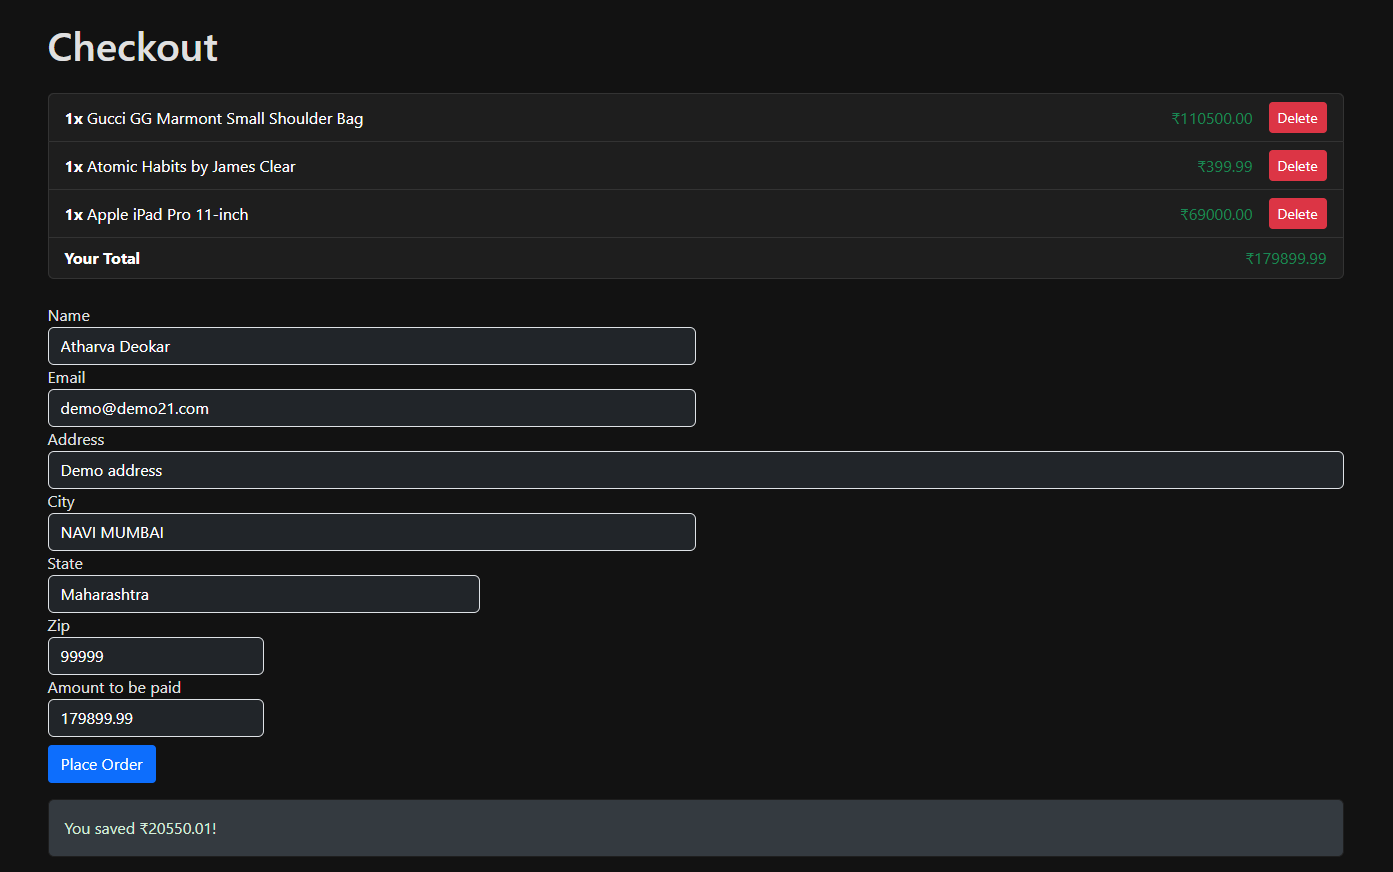 Checkout
1x Gucci GG Marmont Small Shoulder Bag ₹110500.00 Delete
1x Atomic Habits by James Clear ₹399.99 Delete
1x Apple iPad Pro 11-inch ₹69000.00 Delete
Your Total ₹179899.99
Name
Atharva Deokar
Email
demo@demo21.com
Address
Demo address
City
NAVI MUMBAI
State
Maharashtra
Zip
99999
Amount to be paid
179899.99
Place Order
You saved ₹20550.01!